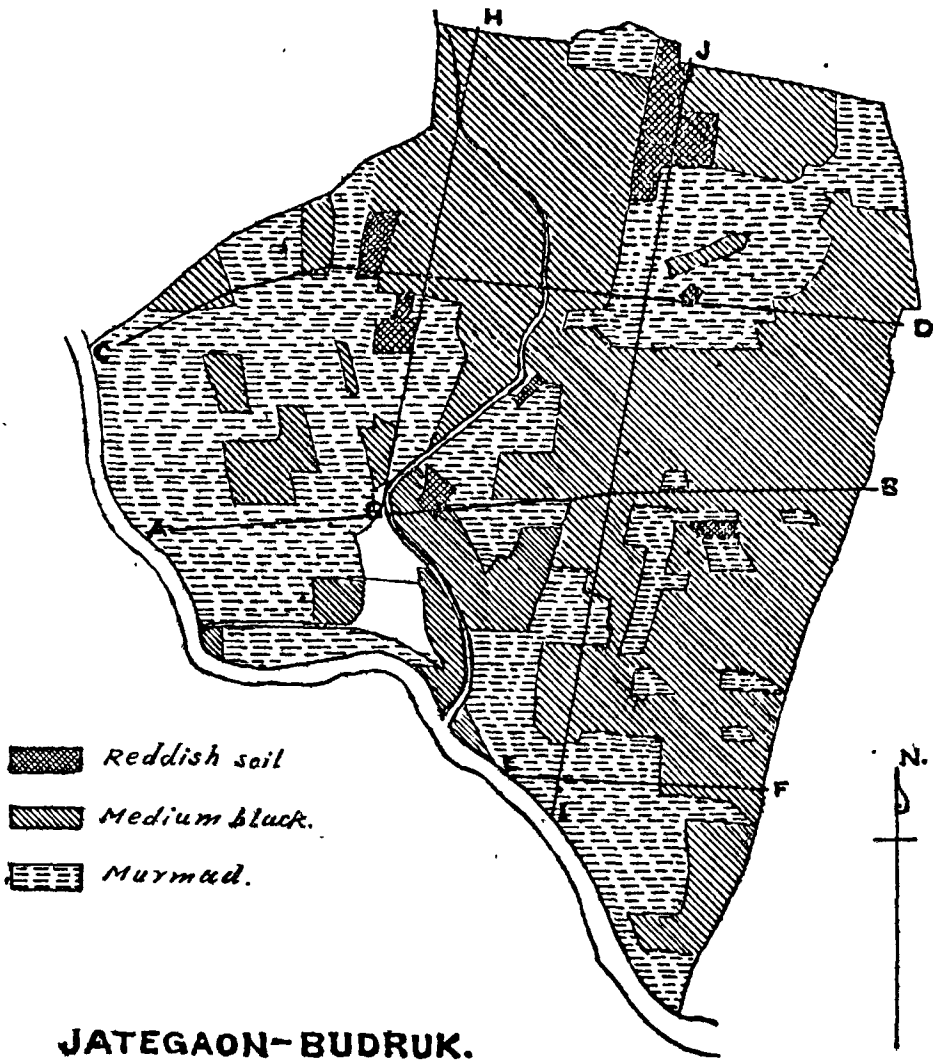 H
J
C
D
A
G
B
E
F
I
N.
Reddish soil
Medium black.
Murmad.
JATEGAON-BUDRUK.